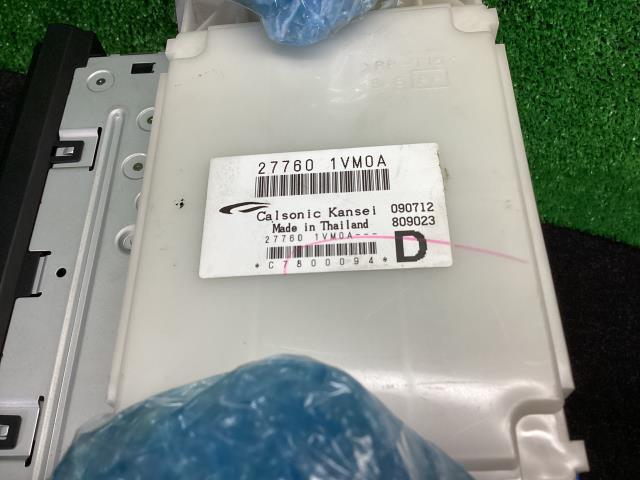 27760 1VM0A
Calsonic Kansei 090712
Made in Thailand 809023
27760 1VM0A---
*C7800094*
D